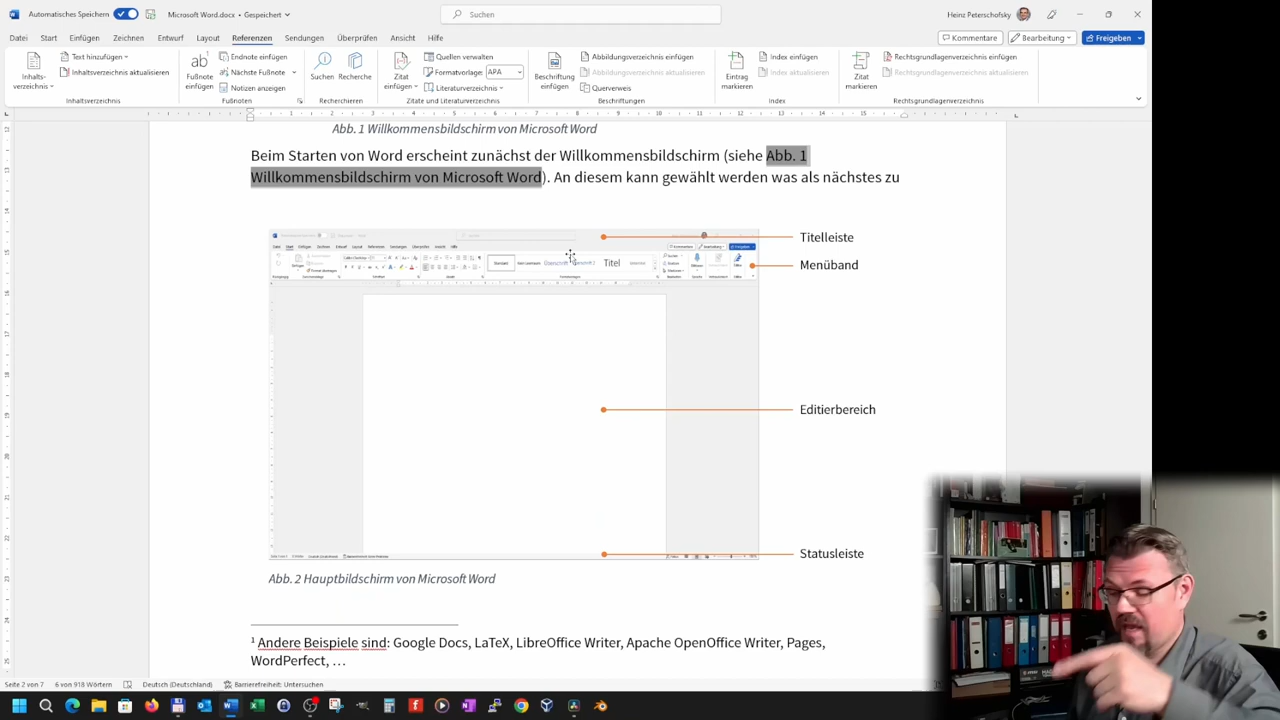 Automatisches Speichern
Microsoft Word.docx • Gespeichert
Suchen
Heinz Peterschofsky
Datei Start Einfügen Zeichnen Entwurf Layout Referenzen Sendungen Überprüfen Ansicht Hilfe
Kommentare Bearbeitung Freigeben
Inhalts-
verzeichnis
Text hinzufügen
Inhaltsverzeichnis aktualisieren
Inhaltsverzeichnis
ab
Fußnote
einfügen
Endnote einfügen
Nächste Fußnote
Notizen anzeigen
Fußnoten
Suchen
Recherche
Recherchieren
Zitat
einfügen
Quellen verwalten
Formatvorlage: APA
Literaturverzeichnis
Zitate und Literaturverzeichnis
Beschriftung
einfügen
Abbildungsverzeichnis einfügen
Abbildungsverzeichnis aktualisieren
Querverweis
Beschriftungen
Eintrag
markieren
Index einfügen
Index aktualisieren
Index
Zitat
markieren
Rechtsgrundlagenverzeichnis einfügen
Rechtsgrundlagenverzeichnis aktualisieren
Rechtsgrundlagenverzeichnis
Abb. 1 Willkommensbildschirm von Microsoft Word
Beim Starten von Word erscheint zunächst der Willkommensbildschirm (siehe Abb. 1
Willkommensbildschirm von Microsoft Word). An diesem kann gewählt werden was als nächstes zu
Titel
Titelleiste
Menüband
Editierbereich
Statusleiste
Abb. 2 Hauptbildschirm von Microsoft Word
¹ Andere Beispiele sind: Google Docs, LaTeX, LibreOffice Writer, Apache OpenOffice Writer, Pages,
WordPerfect, …
Seite 2 von 7 6 von 918 Wörtern Deutsch (Deutschland) Barrierefreiheit: Untersuchen